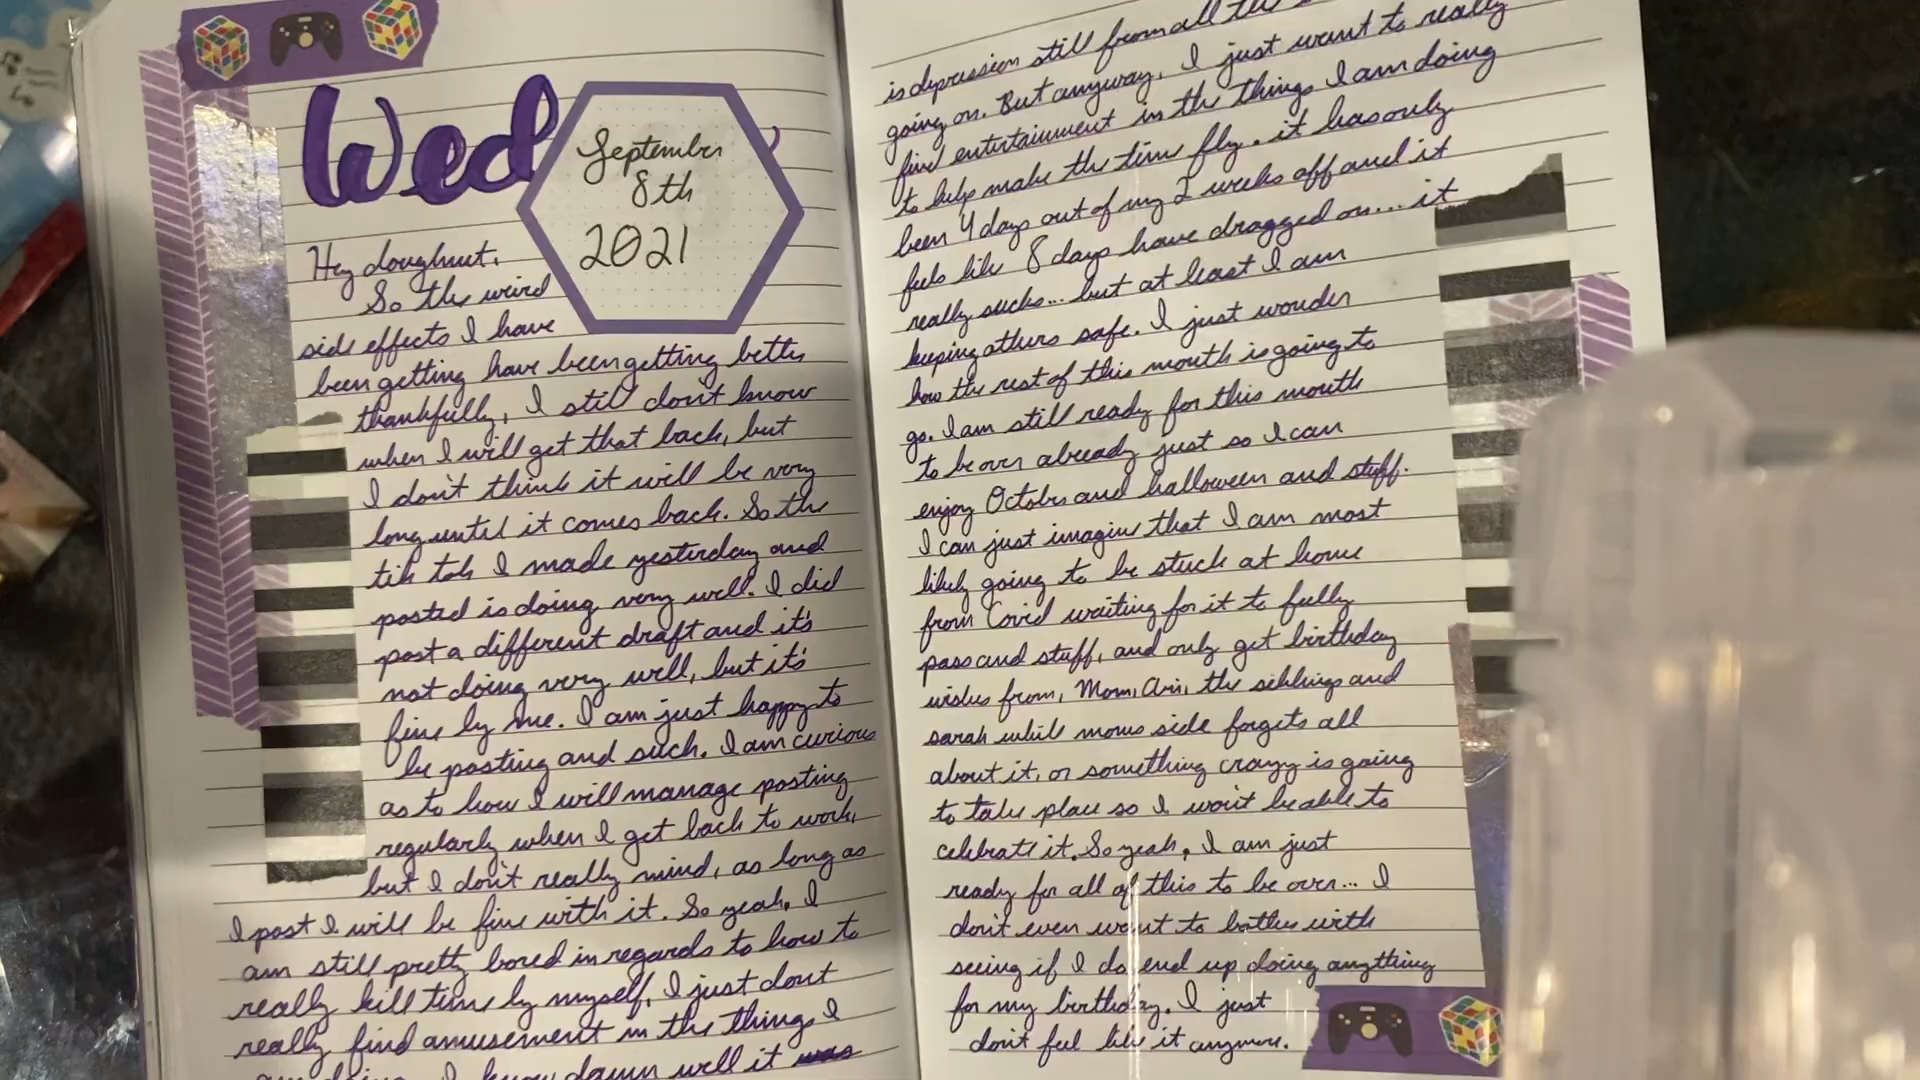 Wed
September
8th
2021
Hey doughnut.
So the weird
side effects I have
been getting have been getting better
thankfully, I still don't know
when I will get that back, but
I don't think it will be very
long until it comes back. So the
tik tok I made yesterday and
posted is doing very well. I did
post a different draft and it's
not doing very well, but it's
fine by me. I am just happy to
be posting and such. I am curious
as to how I will manage posting
regularly when I get back to work,
but I don't really mind, as long as
I post I will be fine with it. So yeah, I
am still pretty bored in regards to how to
really kill time by myself, I just dont
really find amusement in the things I
am doing. I know damn well it was
is depression still from all the
going on. But anyway, I just want to really
find entertainment in the things I am doing
to help make the time fly. it has only
been 4 days out of my 2 weeks off and it
feels like 8 days have dragged on... it
really sucks... but at least I am
keeping others safe. I just wonder
how the rest of this month is going to
go. I am still ready for this month
to be over already just so I can
enjoy October and halloween and stuff.
I can just imagine that I am most
likely going to be stuck at home
from Covid waiting for it to fully
pass and stuff, and only get birthday
wishes from, Mom, Ari, the siblings and
sarah while moms side forgets all
about it, or something crazy is going
to take place so I won't be able to
celebrate it. So yeah, I am just
ready for all of this to be over... I
don't even want to bother with
seeing if I do end up doing anything
for my birthday. I just
don't feel like it anymore.